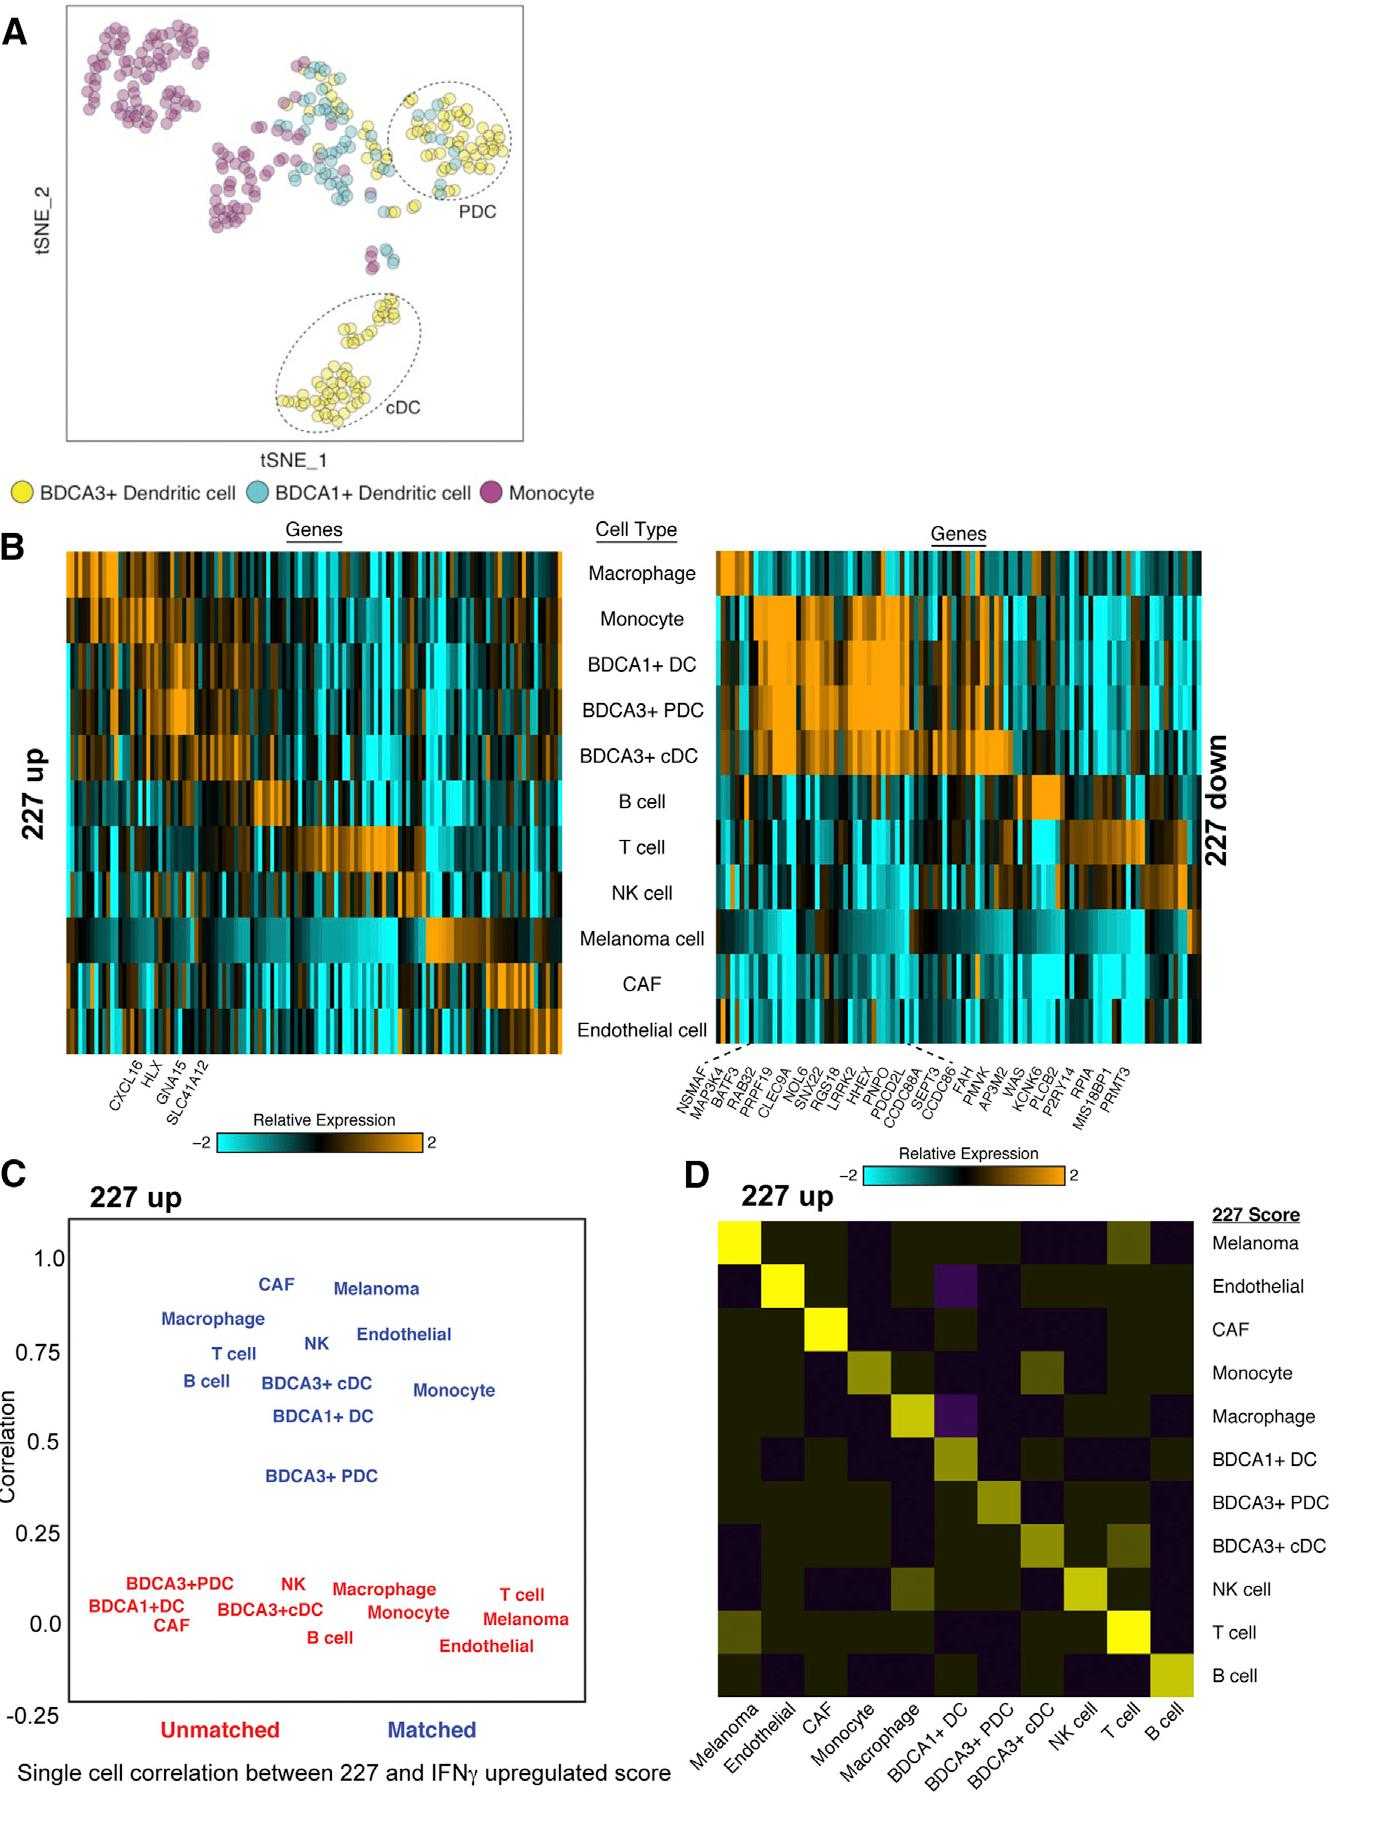 A
tSNE_2
PDC
cDC
tSNE_1
BDCA3+ Dendritic cell BDCA1+ Dendritic cell Monocyte
B
Genes Cell Type Genes
Macrophage
Monocyte
BDCA1+ DC
BDCA3+ PDC
BDCA3+ cDC
B cell
T cell
NK cell
Melanoma cell
CAF
Endothelial cell
227 up
227 down
CXCL16 HLX GNA15 SLC41A12
NSMAF MAP3K4 BATF3 RAB32 PRPF19 CLEC9A NOL6 SNX22 RGS18 LRRK2 HHEX PNPO PDCD2L CCDC88A SEPT3 CCDC86 FAH PMVK AP3M2 WAS KCNK6 PLCB2 P2RY14 RPIA MIS18BP1 PRMT3
Relative Expression
−2 2
Relative Expression
−2 2
C
227 up
1.0
0.75
0.5
0.25
0.0
-0.25
Correlation
CAF Melanoma
Macrophage
NK Endothelial
T cell
B cell BDCA3+ cDC Monocyte
BDCA1+ DC
BDCA3+ PDC
BDCA3+PDC NK Macrophage T cell
BDCA1+DC BDCA3+cDC Monocyte Melanoma
CAF B cell Endothelial
Unmatched Matched
Single cell correlation between 227 and IFNγ upregulated score
D
227 up
227 Score
Melanoma
Endothelial
CAF
Monocyte
Macrophage
BDCA1+ DC
BDCA3+ PDC
BDCA3+ cDC
NK cell
T cell
B cell
Melanoma Endothelial CAF Monocyte Macrophage BDCA1+ DC BDCA3+ PDC BDCA3+ cDC NK cell T cell B cell